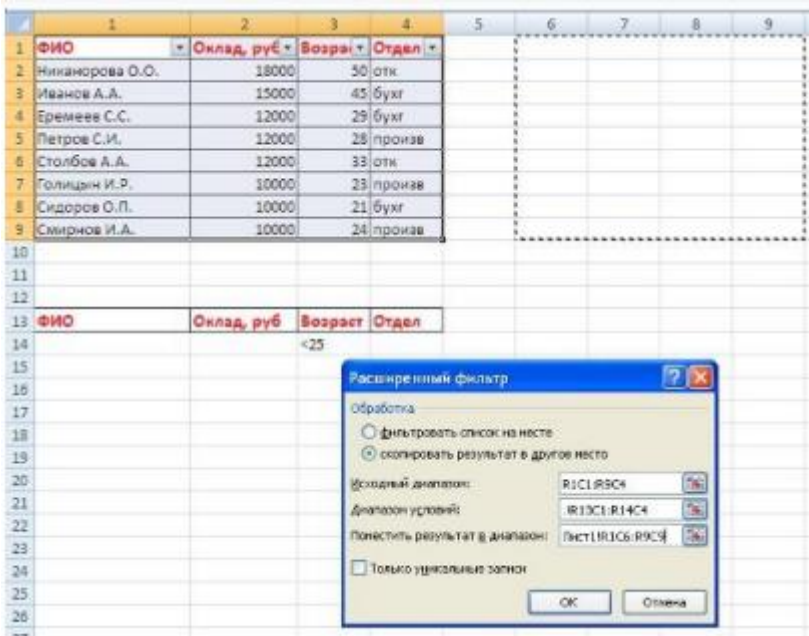 1 2 3 4 5 6 7 8 9
1 ФИО Оклад, руб Возра Отдел
2 Никанорова О.О. 18000 50 отк
3 Иванов А.А. 15000 45 бухг
4 Еремеев С.С. 12000 29 бухг
5 Петров С.И. 12000 28 произв
6 Столбов А.А. 12000 33 отк
7 Голицын И.Р. 10000 23 произв
8 Сидоров О.П. 10000 21 бухг
9 Смирнов И.А. 10000 24 произв
10
11
12
13 ФИО Оклад, руб Возраст Отдел
14 <25
15
16
17
18
19
20
21
22
23
24
25
26
Расширенный фильтр
Обработка
фильтровать список на месте
скопировать результат в другое место
Исходный диапазон: R1C1:R9C4
Диапазон условий: !R13C1:R14C4
Поместить результат в диапазон: Лист1!R1C6:R9C9
Только уникальные записи
ОК Отмена